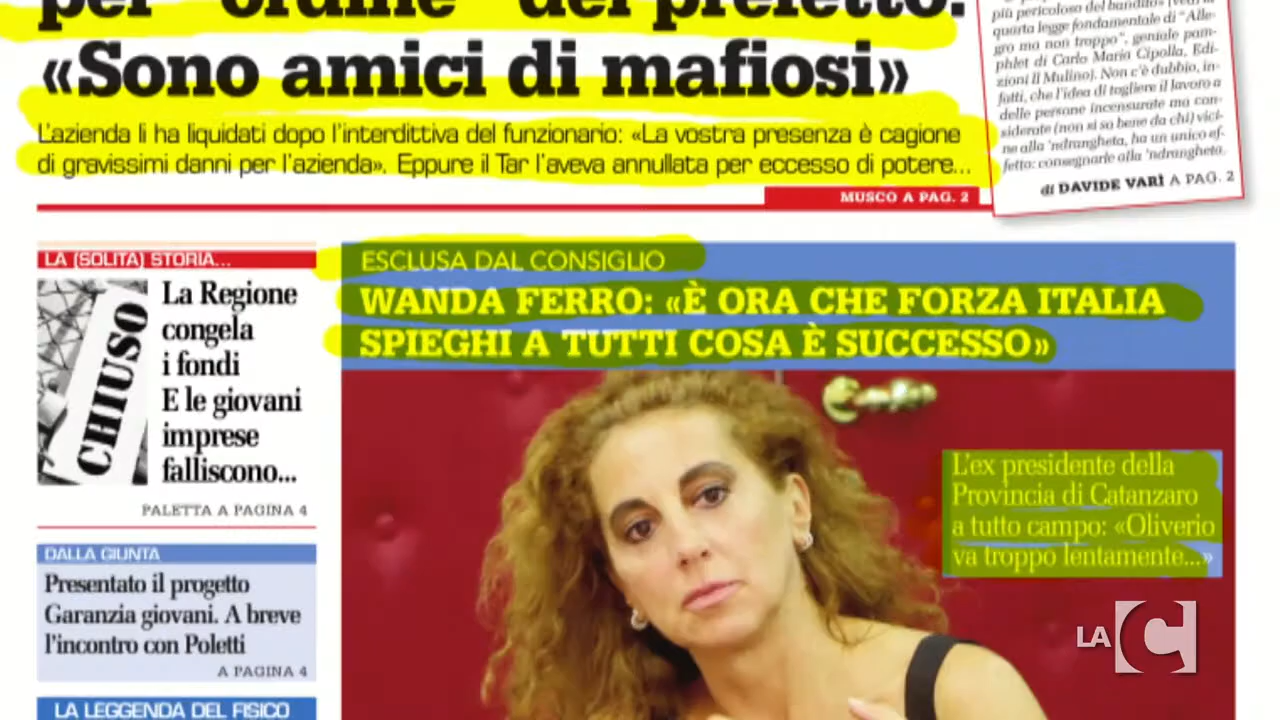 per "ordine" del prefetto:
«Sono amici di mafiosi»
L'azienda li ha liquidati dopo l'interdittiva del funzionario: «La vostra presenza è cagione
di gravissimi danni per l'azienda». Eppure il Tar l'aveva annullata per eccesso di potere...
MUSCO A PAG. 2
più pericolosa del bandito» (vedi la
quarta legge fondamentale di "Alle-
gro ma non troppo", geniale pam-
phlet di Carlo Maria Cipolla, Edi-
zioni Il Mulino). Non c'è dubbio, in-
fatti, che l'idea di togliere il lavoro a
delle persone incensurate ma con-
siderate (non si sa bene da chi) vici-
ne alla 'ndrangheta, ha un unico ef-
fetto: consegnarle alla 'ndrangheta.
di DAVIDE VARÌ A PAG. 2
LA (SOLITA) STORIA...
CHIUSO
La Regione
congela
i fondi
E le giovani
imprese
falliscono...
PALETTA A PAGINA 4
DALLA GIUNTA
Presentato il progetto
Garanzia giovani. A breve
l'incontro con Poletti
A PAGINA 4
LA LEGGENDA DEL FISICO
ESCLUSA DAL CONSIGLIO
WANDA FERRO: «È ORA CHE FORZA ITALIA
SPIEGHI A TUTTI COSA È SUCCESSO»
L'ex presidente della
Provincia di Catanzaro
a tutto campo: «Oliverio
va troppo lentamente...»
LA C